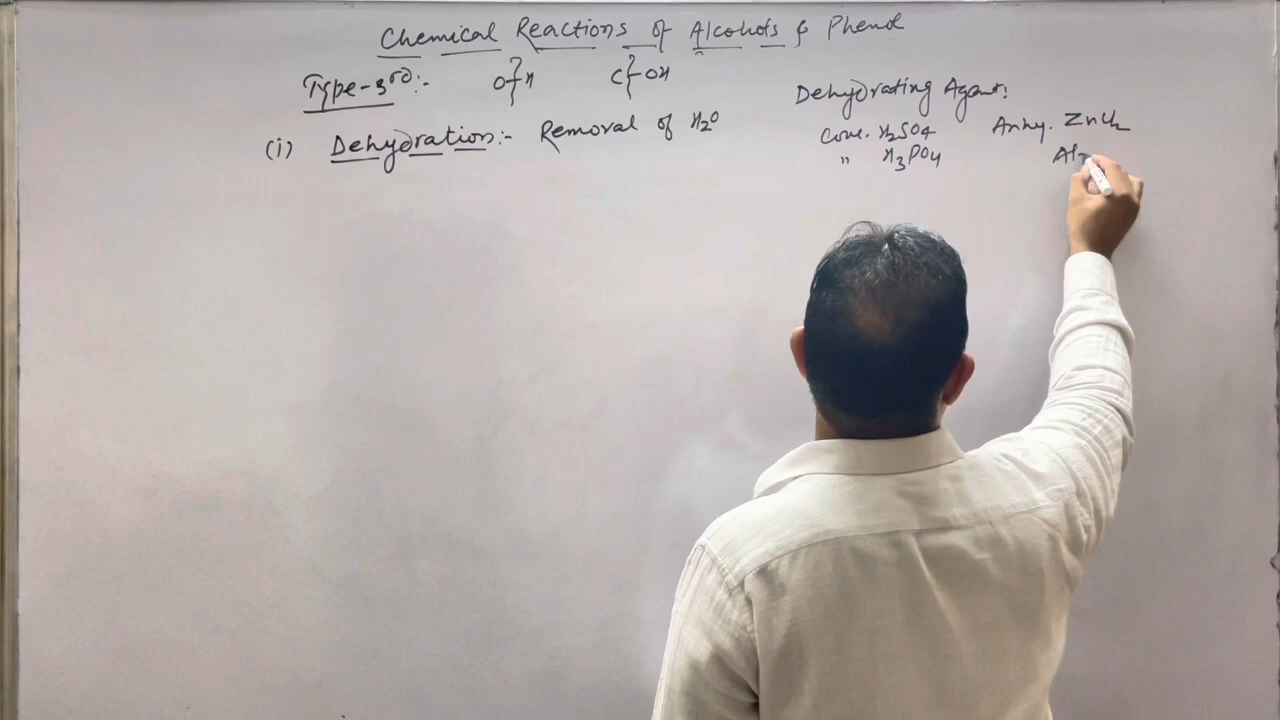 Chemical Reactions of Alcohols & Phenol
Type-3rd:- O}H C}-OH
(i) Dehydration:- Removal of H2O
Dehydrating Agent:
Conc. H2SO4 Anhy. ZnCl2
" H3PO4 Al